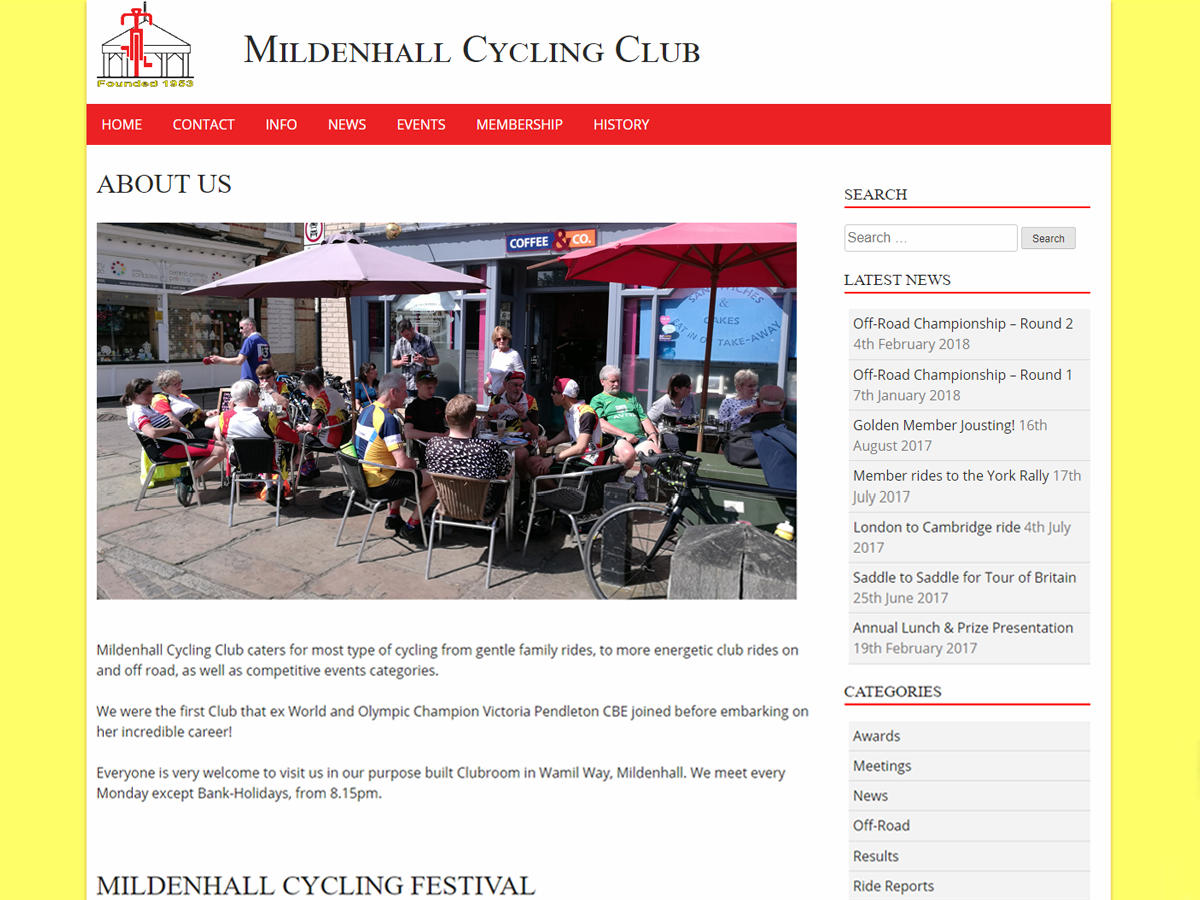 Founded 1953
Mildenhall Cycling Club
HOME CONTACT INFO NEWS EVENTS MEMBERSHIP HISTORY
ABOUT US
COFFEE & CO.
SANDWICHES
&
CAKES
EAT IN OR TAKE-AWAY
Mildenhall Cycling Club caters for most type of cycling from gentle family rides, to more energetic club rides on
and off road, as well as competitive events categories.
We were the first Club that ex World and Olympic Champion Victoria Pendleton CBE joined before embarking on
her incredible career!
Everyone is very welcome to visit us in our purpose built Clubroom in Wamil Way, Mildenhall. We meet every
Monday except Bank-Holidays, from 8.15pm.
MILDENHALL CYCLING FESTIVAL
SEARCH
Search … Search
LATEST NEWS
Off-Road Championship – Round 2
4th February 2018
Off-Road Championship – Round 1
7th January 2018
Golden Member Jousting! 16th
August 2017
Member rides to the York Rally 17th
July 2017
London to Cambridge ride 4th July
2017
Saddle to Saddle for Tour of Britain
25th June 2017
Annual Lunch & Prize Presentation
19th February 2017
CATEGORIES
Awards
Meetings
News
Off-Road
Results
Ride Reports